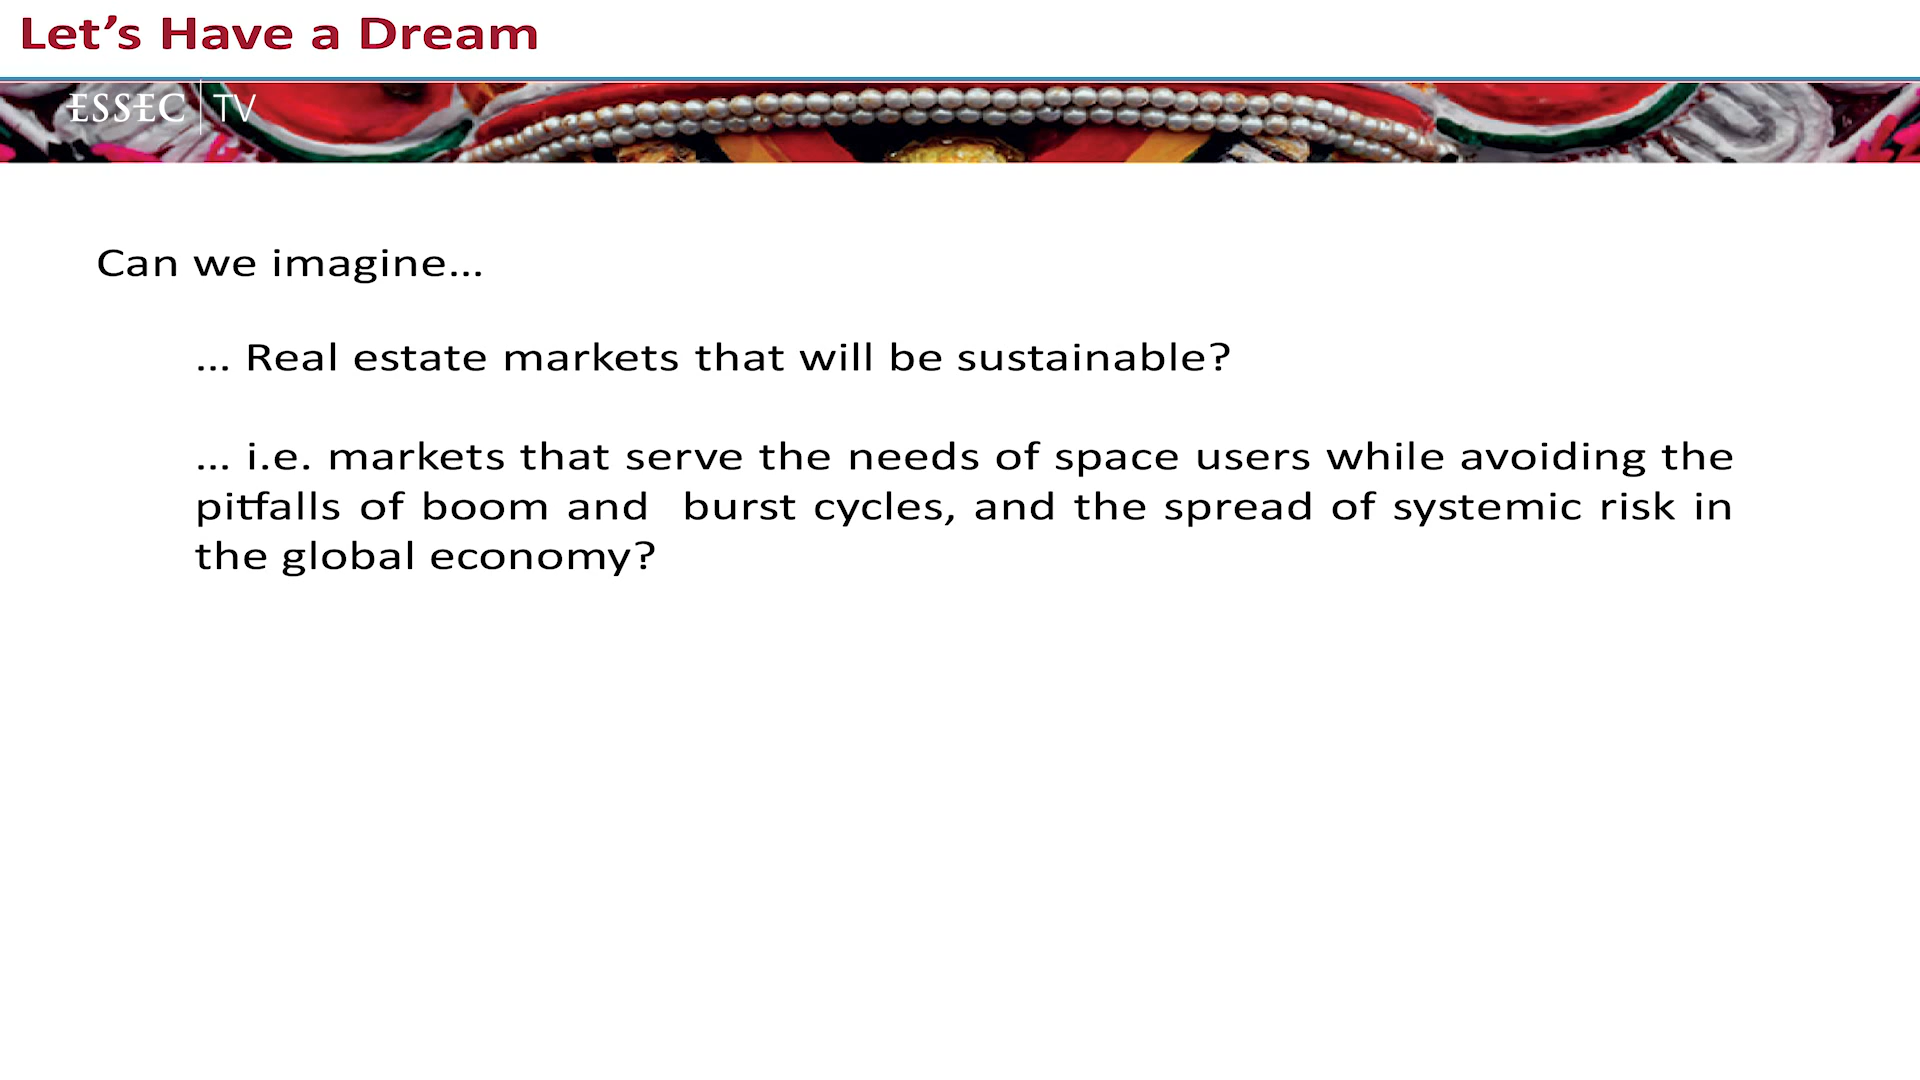 Let’s Have a Dream
ESSEC TV
Can we imagine...
... Real estate markets that will be sustainable?
... i.e. markets that serve the needs of space users while avoiding the
pitfalls of boom and burst cycles, and the spread of systemic risk in
the global economy?